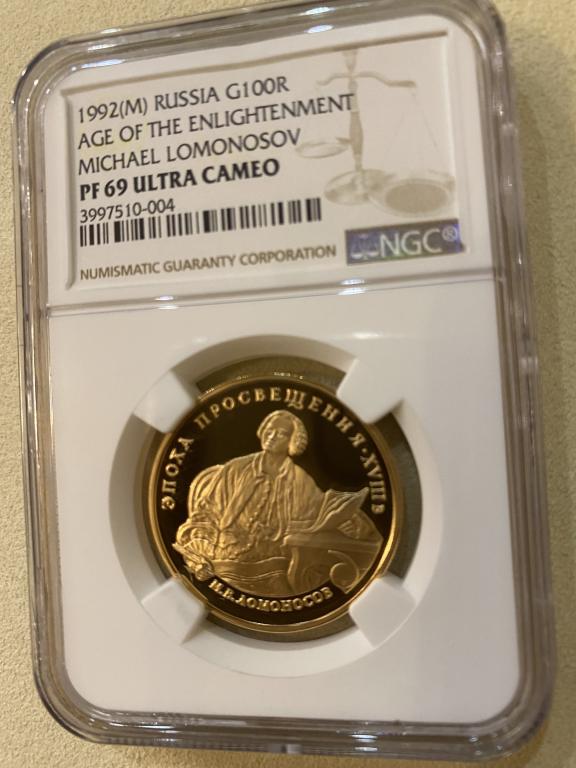 1992(M) RUSSIA G100R
AGE OF THE ENLIGHTENMENT
MICHAEL LOMONOSOV
PF 69 ULTRA CAMEO
3997510-004
NUMISMATIC GUARANTY CORPORATION
NGC®
ЭПОХА ПРОСВЕЩЕНИЯ·XVIIIВ
М.В.ЛОМОНОСОВ